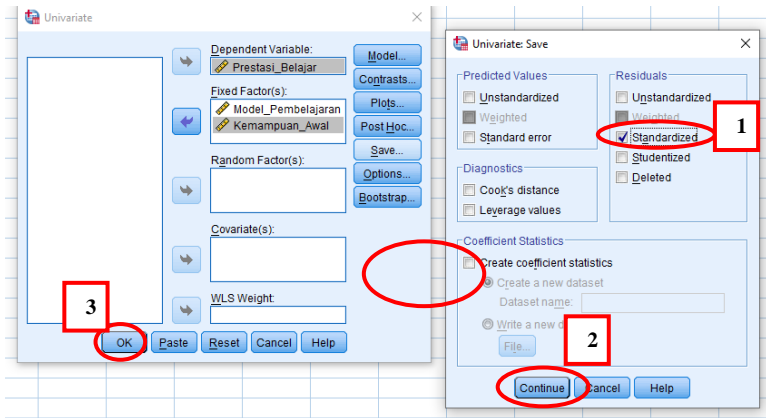 Univariate
Dependent Variable:
Prestasi_Belajar
Fixed Factor(s):
Model_Pembelajaran
Kemampuan_Awal
Random Factor(s):
Covariate(s):
WLS Weight:
Model...
Contrasts...
Plots...
Post Hoc...
Save...
Options...
Bootstrap...
3
OK Paste Reset Cancel Help
Univariate: Save
Predicted Values
Unstandardized
Weighted
Standard error
Diagnostics
Cook's distance
Leverage values
Residuals
Unstandardized
Weighted
Standardized
Studentized
Deleted
1
Coefficient Statistics
Create coefficient statistics
Create a new dataset
Dataset name:
Write a new d
File...
2
Continue Cancel Help